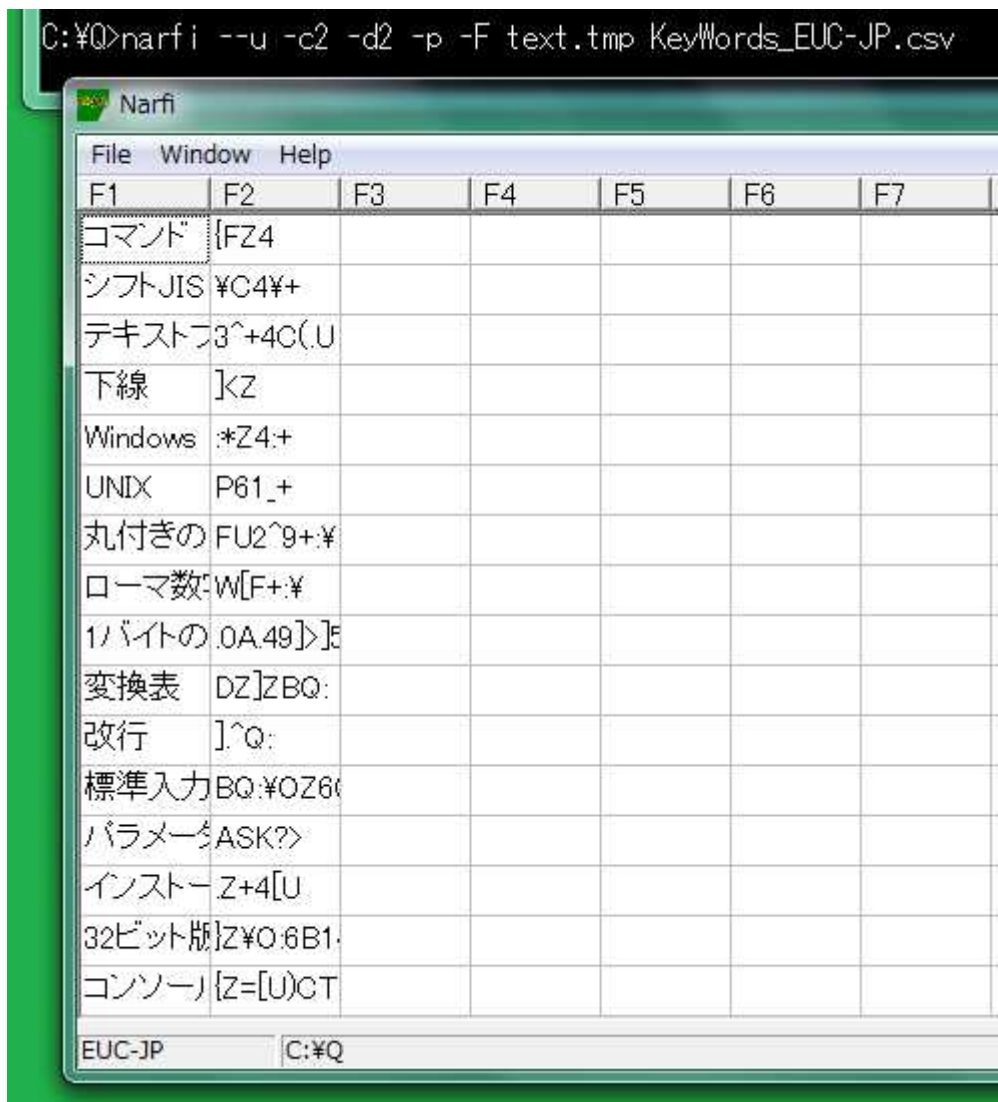 C:¥Q>narfi --u -c2 -d2 -p -F text.tmp KeyWords_EUC-JP.csv
Narfi
File Window Help
F1 F2 F3 F4 F5 F6 F7
コマンド {FZ4
シフトJIS ¥C4¥+
テキストフ 3^+4C(.U
下線 ]<Z
Windows :*Z4:+
UNIX P61_+
丸付きの FU2^9+:¥
ローマ数 W[F+:¥
1バイトの .0A.49]>]5
変換表 DZ]ZBQ:
改行 ].^Q:
標準入力 BQ:¥OZ6(
パラメータ ASK?>
インストー .Z+4[U
32ビット版 ]Z¥O:6B1
コンソー {Z=[U)CT
EUC-JP C:¥Q